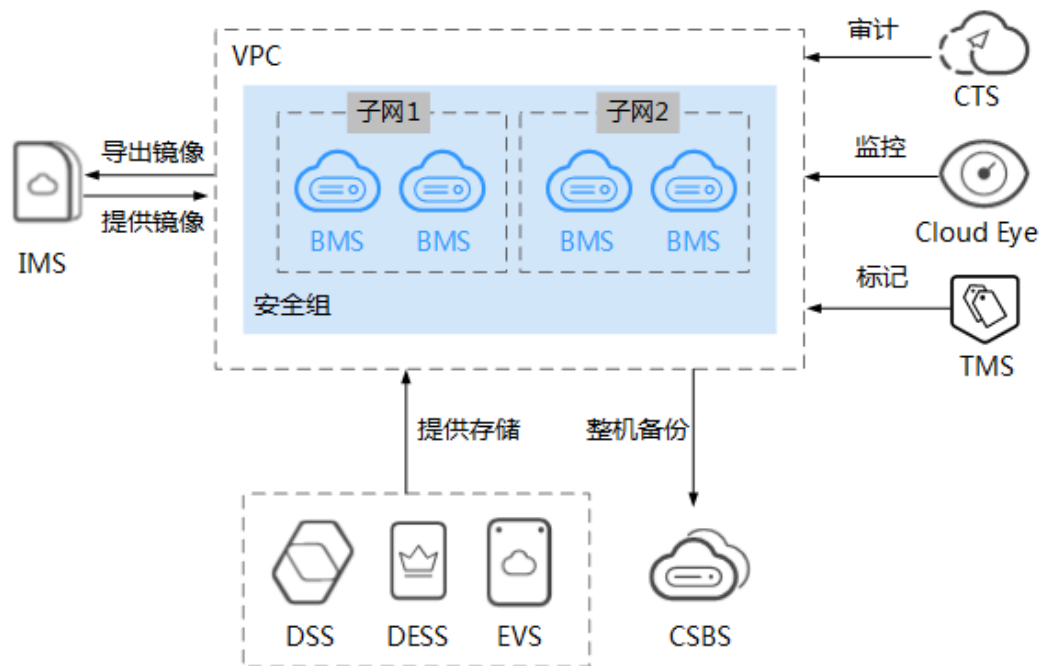 审计
VPC
CTS
子网1
子网2
导出镜像
监控
提供镜像
BMS
BMS
BMS
BMS
Cloud Eye
IMS
标记
安全组
TMS
提供存储
整机备份
DSS
DESS
EVS
CSBS